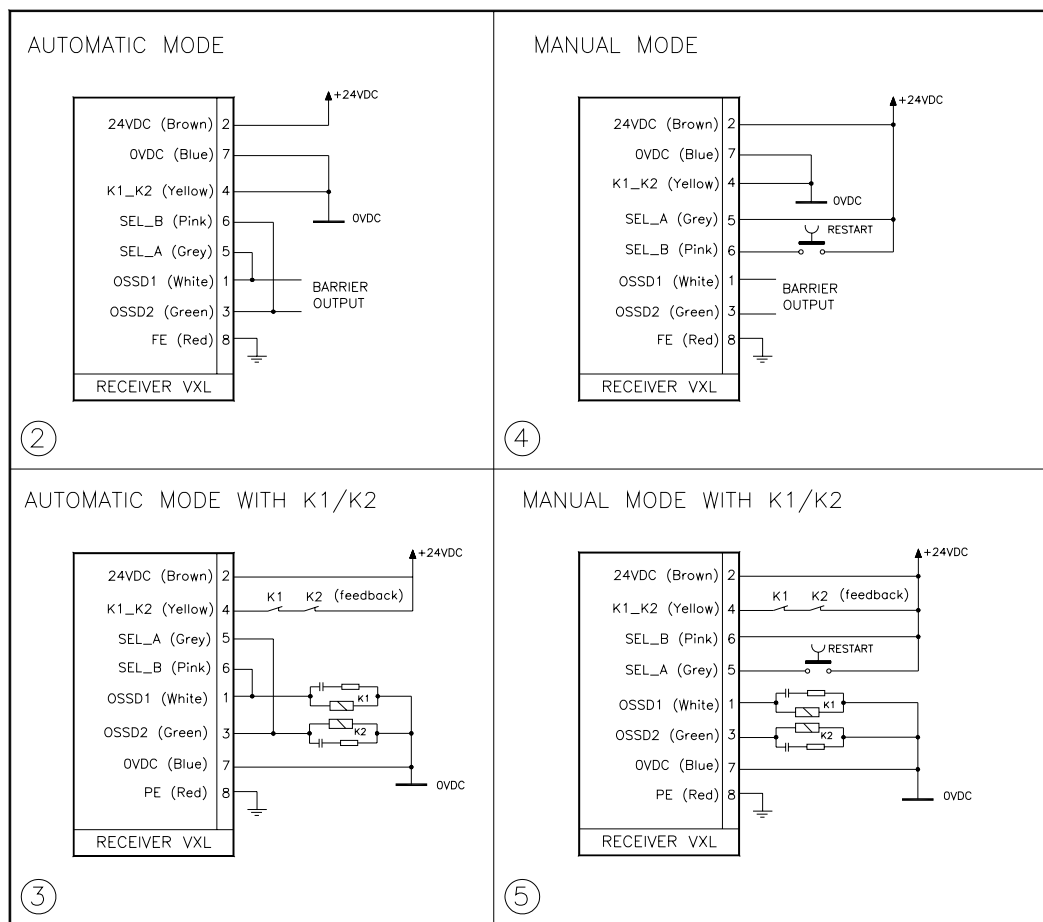 AUTOMATIC MODE
+24VDC
24VDC (Brown) 2
0VDC (Blue) 7
K1_K2 (Yellow) 4
0VDC
SEL_B (Pink) 6
SEL_A (Grey) 5
OSSD1 (White) 1
BARRIER
OUTPUT
OSSD2 (Green) 3
FE (Red) 8
RECEIVER VXL
2
MANUAL MODE
+24VDC
24VDC (Brown) 2
0VDC (Blue) 7
K1_K2 (Yellow) 4
0VDC
SEL_A (Grey) 5
RESTART
SEL_B (Pink) 6
OSSD1 (White) 1
BARRIER
OUTPUT
OSSD2 (Green) 3
FE (Red) 8
RECEIVER VXL
4
AUTOMATIC MODE WITH K1/K2
+24VDC
24VDC (Brown) 2
K1_K2 (Yellow) 4 K1 K2 (feedback)
SEL_A (Grey) 5
SEL_B (Pink) 6
OSSD1 (White) 1 K1
OSSD2 (Green) 3 K2
0VDC (Blue) 7
0VDC
PE (Red) 8
RECEIVER VXL
3
MANUAL MODE WITH K1/K2
+24VDC
24VDC (Brown) 2
K1_K2 (Yellow) 4 K1 K2 (feedback)
SEL_B (Pink) 6
RESTART
SEL_A (Grey) 5
OSSD1 (White) 1 K1
OSSD2 (Green) 3 K2
0VDC (Blue) 7
PE (Red) 8
0VDC
RECEIVER VXL
5